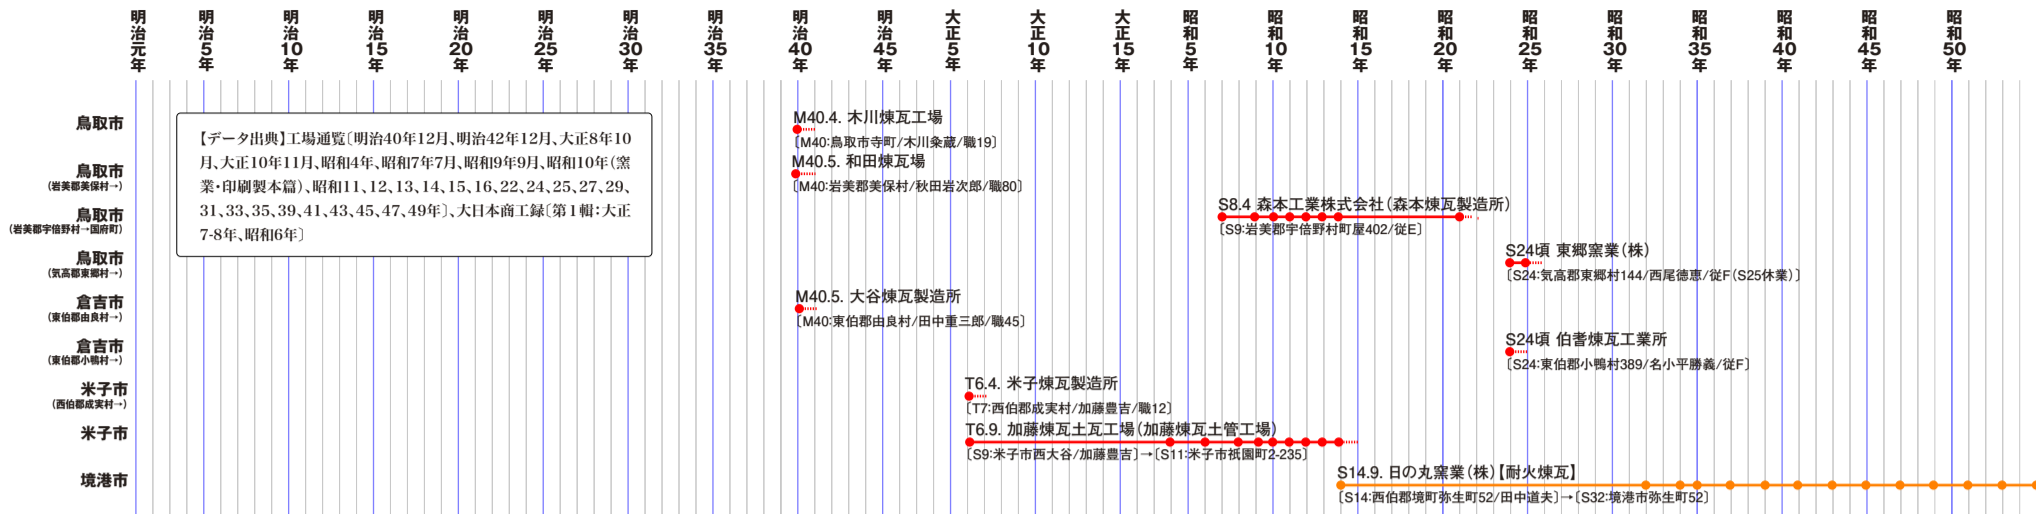 明治元年
明治5年
明治10年
明治15年
明治20年
明治25年
明治30年
明治35年
明治40年
明治45年
大正5年
大正10年
大正15年
昭和5年
昭和10年
昭和15年
昭和20年
昭和25年
昭和30年
昭和35年
昭和40年
昭和45年
昭和50年
【データ出典】工場通覧〔明治40年12月、明治42年12月、大正8年10
月、大正10年11月、昭和4年、昭和7年7月、昭和9年9月、昭和10年（窯
業・印刷製本篇）、昭和11、12、13、14、15、16、22、24、25、27、29、
31、33、35、39、41、43、45、47、49年〕、大日本商工録〔第1輯：大正
7-8年、昭和6年〕
鳥取市
M40.4. 木川煉瓦工場
〔M40:鳥取市寺町/木川粂蔵/職19〕
鳥取市
（岩美郡美保村→）
M40.5. 和田煉瓦場
〔M40:岩美郡美保村/秋田岩次郎/職80〕
鳥取市
（岩美郡宇倍野村→国府町）
S8.4 森本工業株式会社（森本煉瓦製造所）
〔S9:岩美郡宇倍野村町屋402/従E〕
鳥取市
（気高郡東郷村→）
S24頃 東郷窯業（株）
〔S24:気高郡東郷村144/西尾徳恵/従F（S25休業）〕
倉吉市
（東伯郡由良村→）
M40.5. 大谷煉瓦製造所
〔M40:東伯郡由良村/田中重三郎/職45〕
倉吉市
（東伯郡小鴨村→）
S24頃 伯耆煉瓦工業所
〔S24:東伯郡小鴨村389/名小平勝義/従F〕
米子市
（西伯郡成実村→）
T6.4. 米子煉瓦製造所
〔T7:西伯郡成実村/加藤豊吉/職12〕
米子市
T6.9. 加藤煉瓦土瓦工場（加藤煉瓦土管工場）
〔S9:米子市西大谷/加藤豊吉〕→〔S11:米子市祇園町2-235〕
境港市
S14.9. 日の丸窯業（株）【耐火煉瓦】
〔S14:西伯郡境町弥生町52/田中道夫〕→〔S32:境港市弥生町52〕